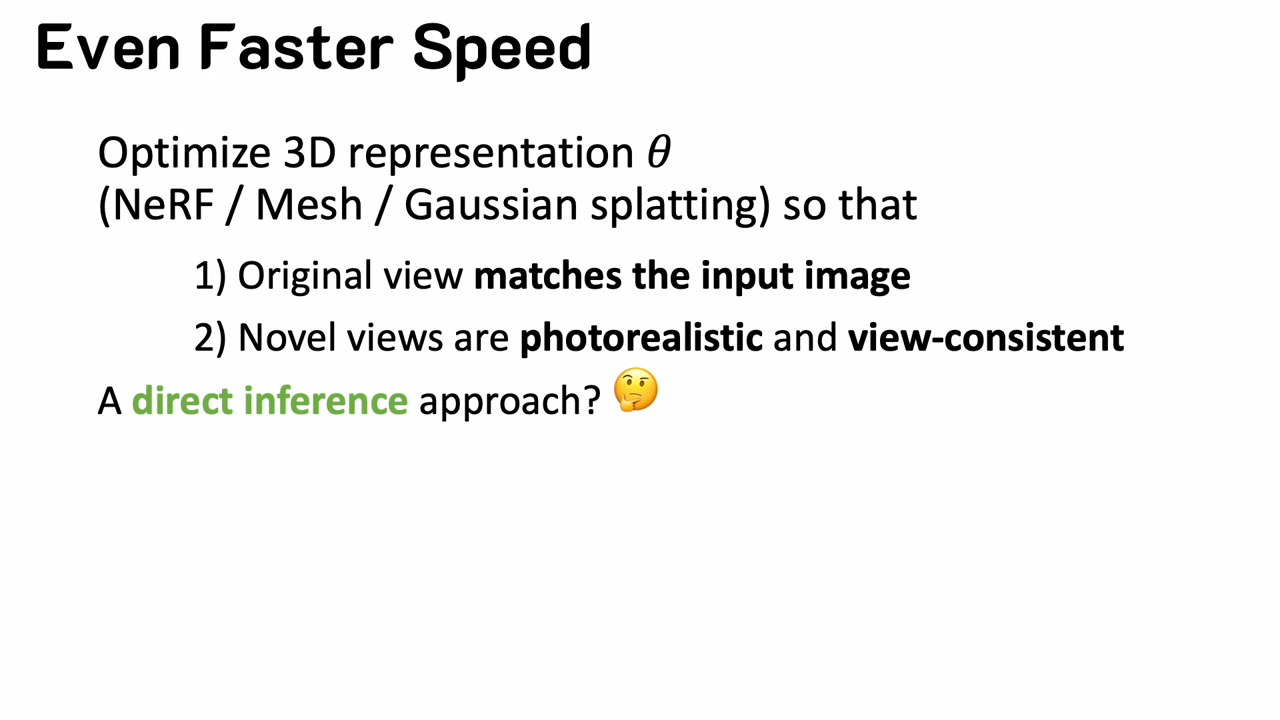 Even Faster Speed
Optimize 3D representation θ
(NeRF / Mesh / Gaussian splatting) so that
1) Original view matches the input image
2) Novel views are photorealistic and view-consistent
A direct inference approach? 🤔